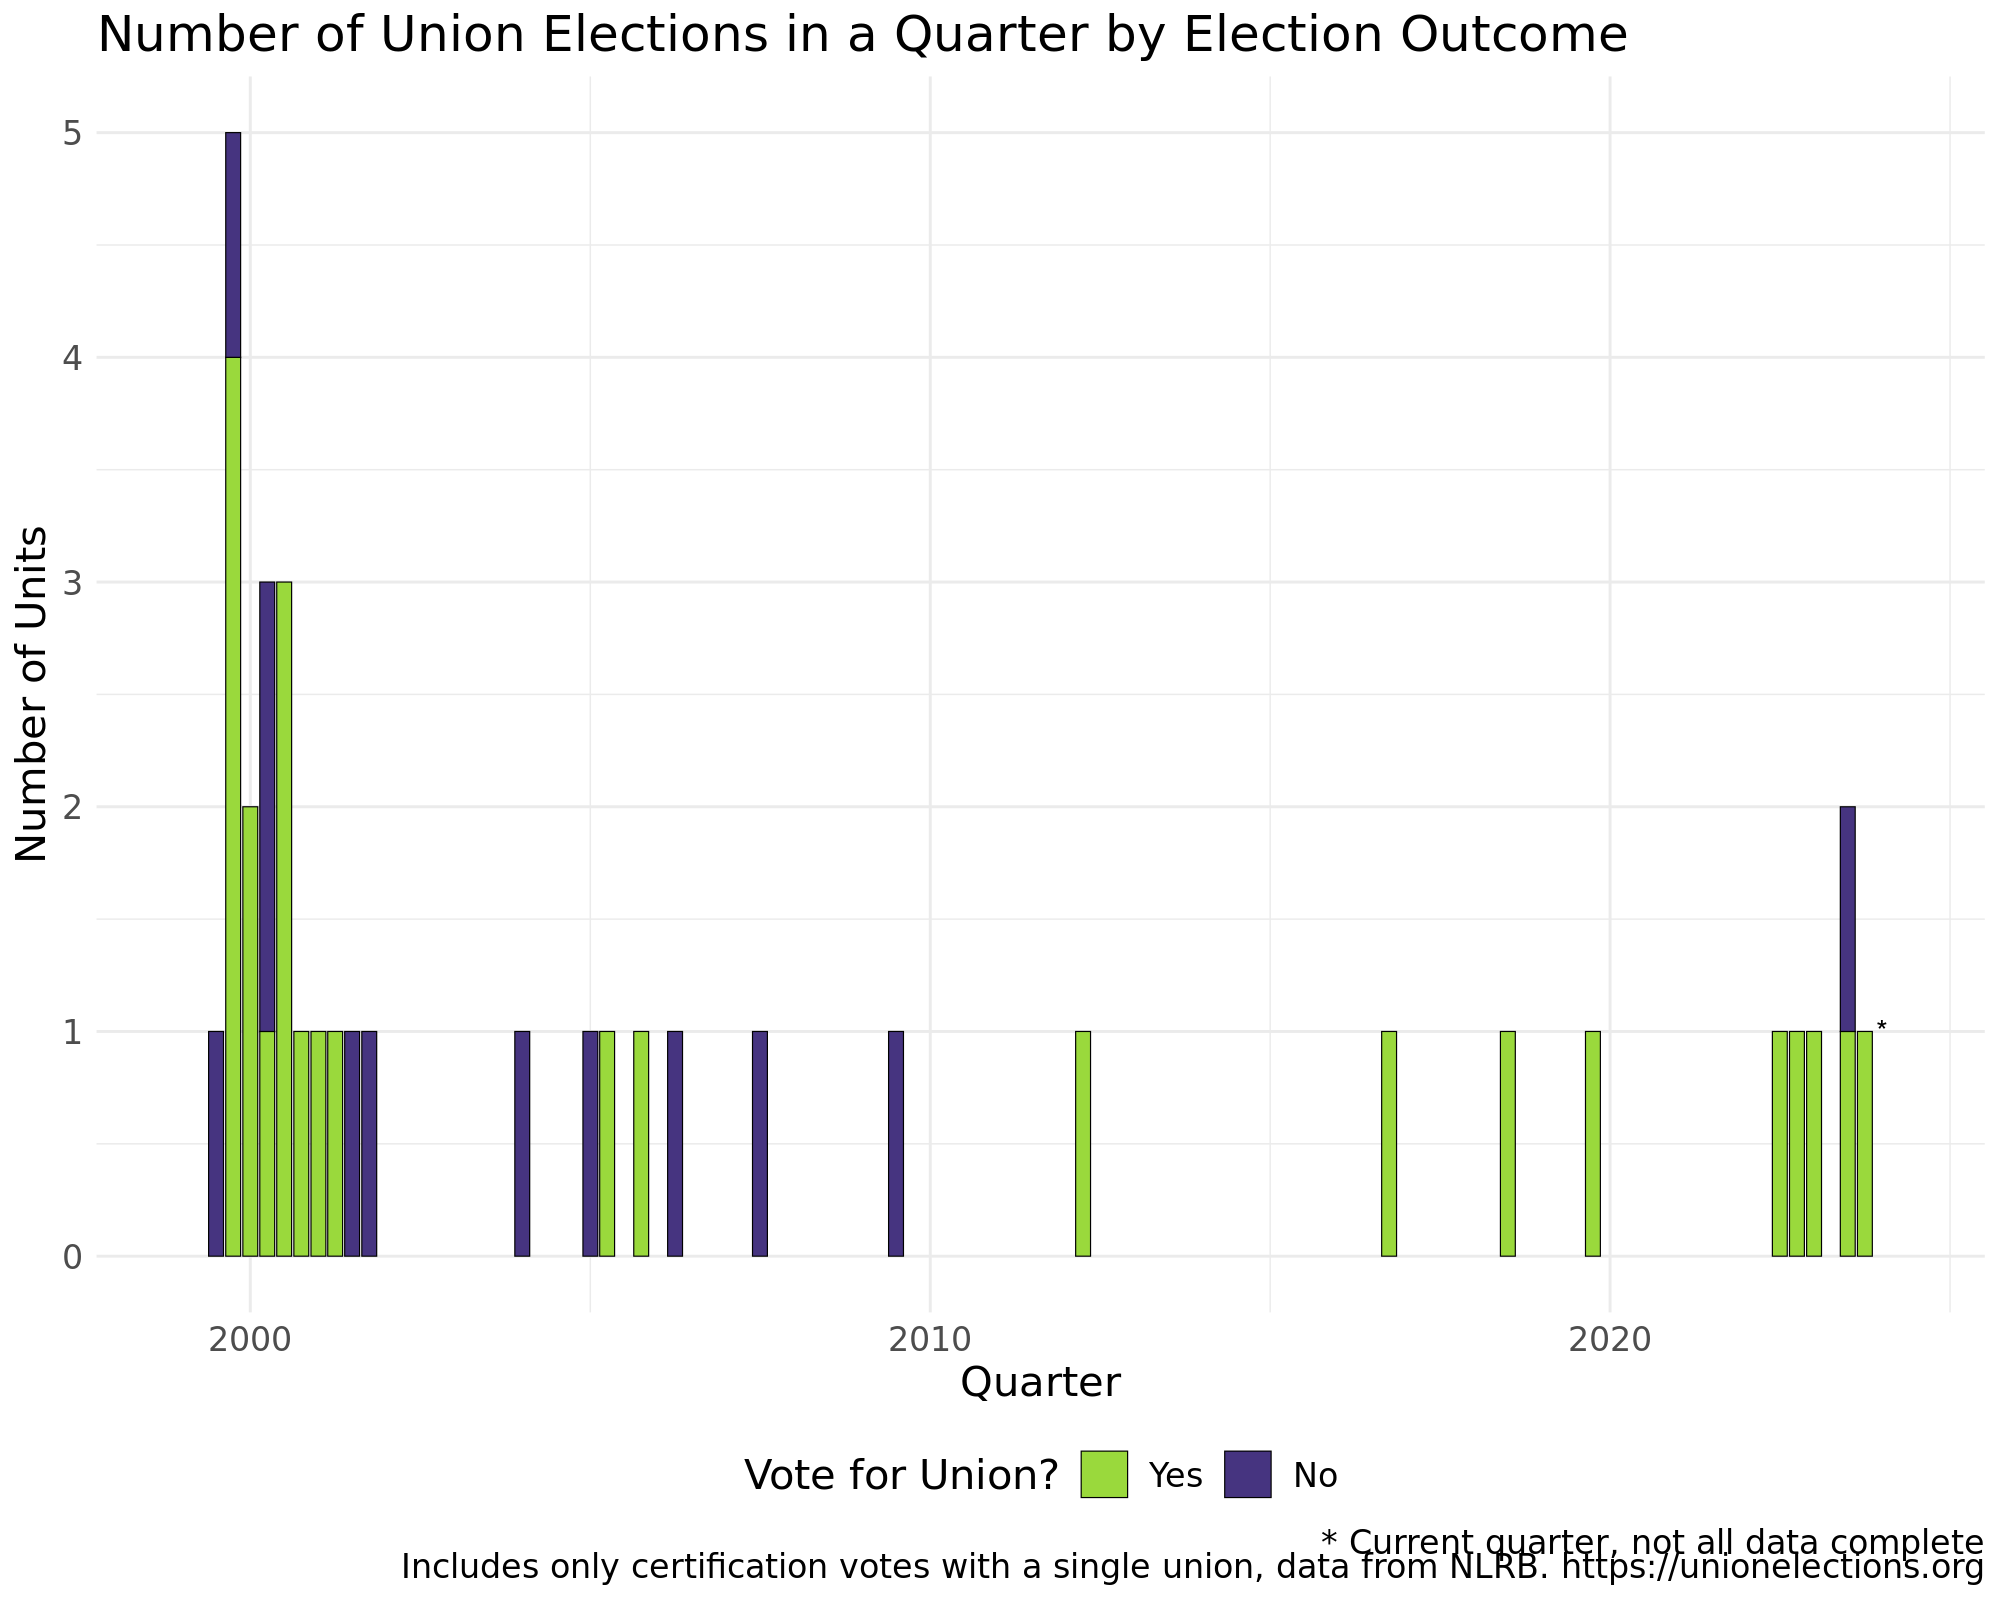 Number of Union Elections in a Quarter by Election Outcome
Number of Units
5
4
3
2
1
0
*
2000 2010 2020
Quarter
Vote for Union? Yes No
* Current quarter, not all data complete
Includes only certification votes with a single union, data from NLRB. https://unionelections.org